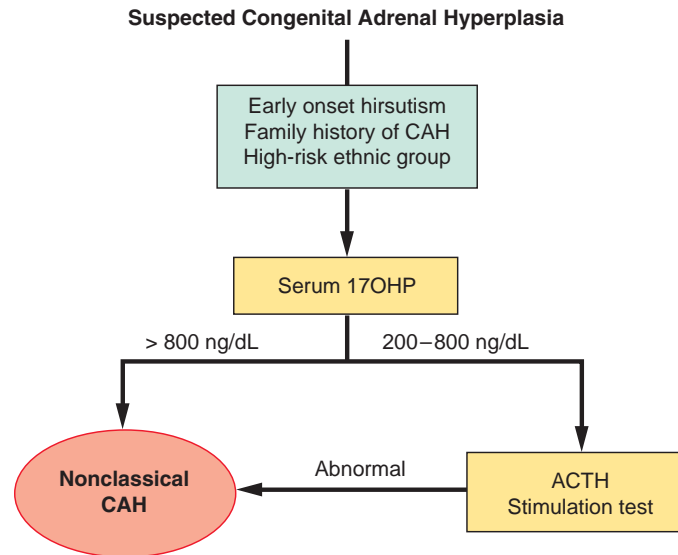 Suspected Congenital Adrenal Hyperplasia
Early onset hirsutism
Family history of CAH
High-risk ethnic group
Serum 17OHP
> 800 ng/dL
200–800 ng/dL
Nonclassical
CAH
Abnormal
ACTH
Stimulation test